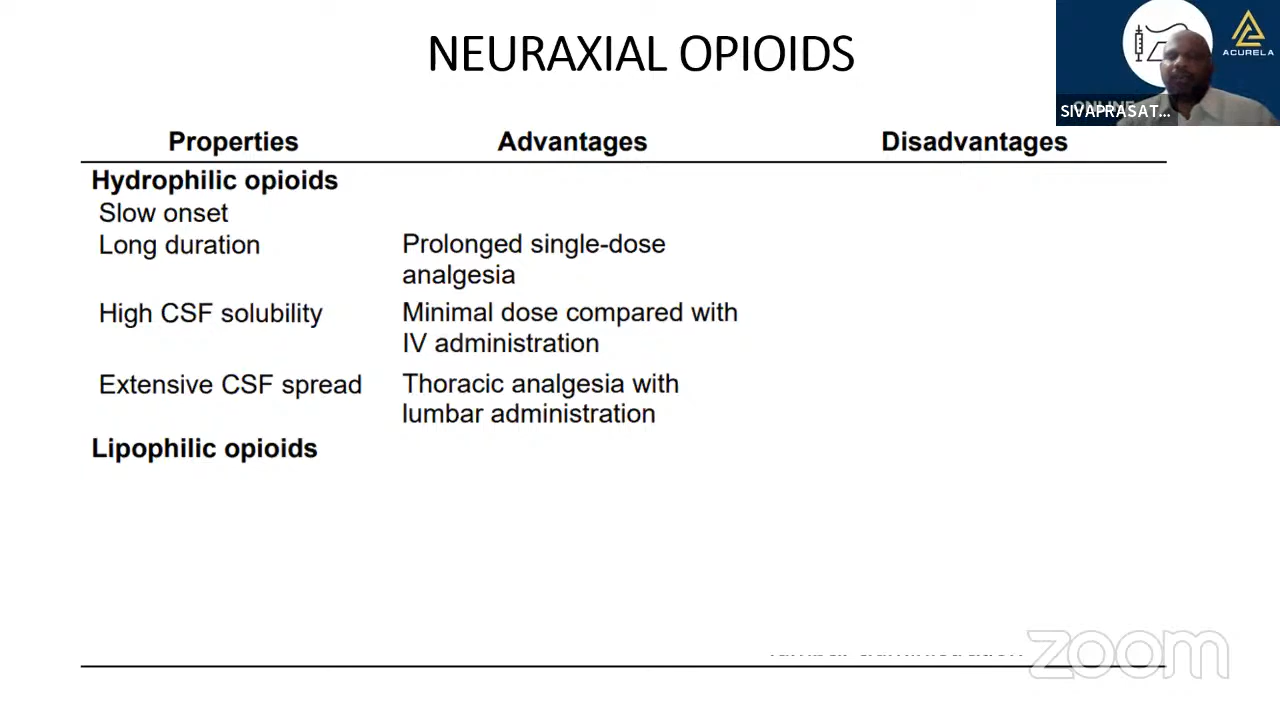 NEURAXIAL OPIOIDS
ACURELA
ONLINE
SIVAPRASAT...
Properties Advantages Disadvantages
Hydrophilic opioids
Slow onset
Long duration Prolonged single-dose
analgesia
High CSF solubility Minimal dose compared with
IV administration
Extensive CSF spread Thoracic analgesia with
lumbar administration
Lipophilic opioids
zoom